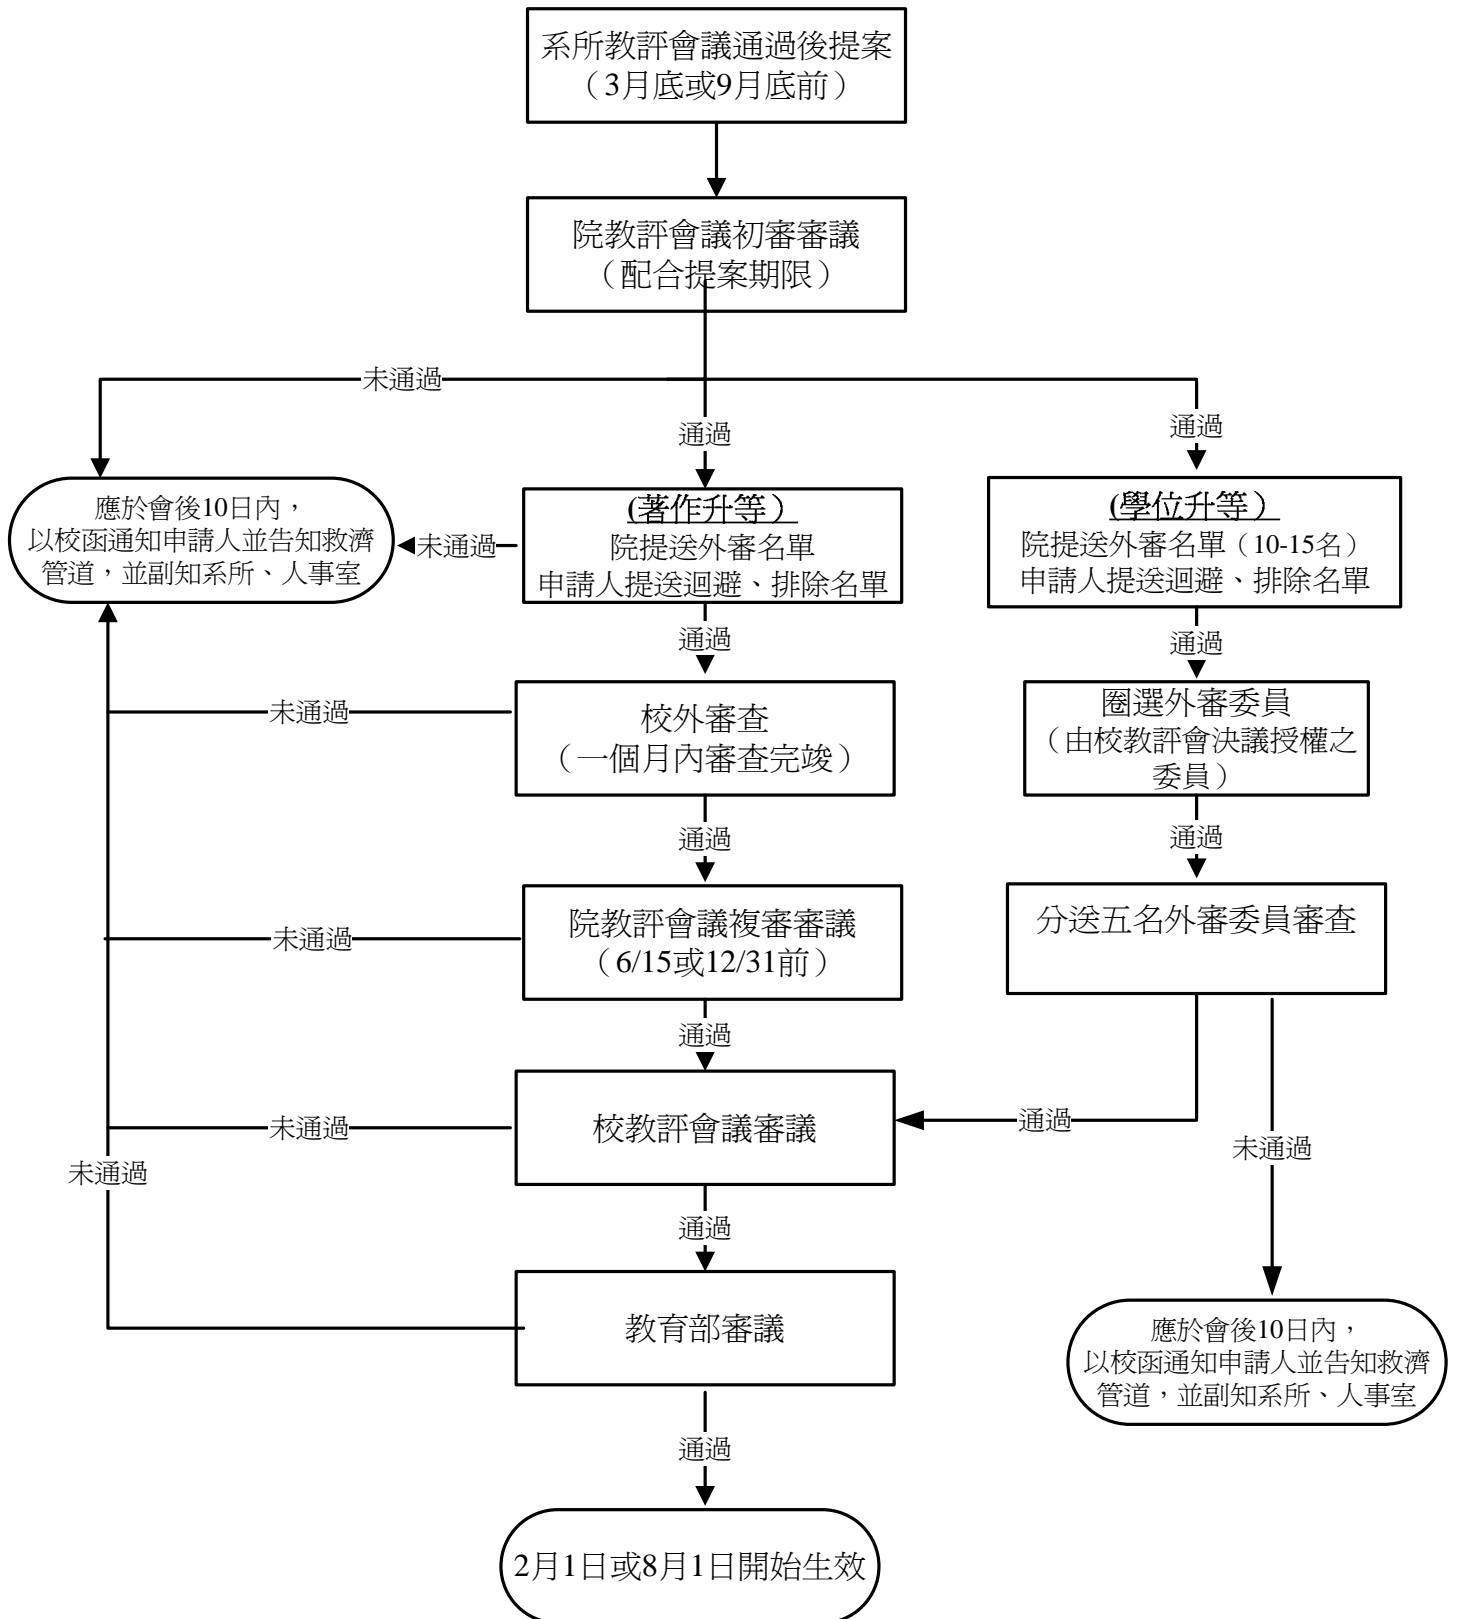 系所教評會議通過後提案
（3月底或9月底前）
院教評會議初審審議
（配合提案期限）
未通過
通過
通過
應於會後10日內，
以校函通知申請人並告知救濟
管道，並副知系所、人事室
未通過
(著作升等）
院提送外審名單
申請人提送迴避、排除名單
(學位升等）
院提送外審名單（10-15名）
申請人提送迴避、排除名單
通過
通過
未通過
校外審查
（一個月內審查完竣）
圈選外審委員
（由校教評會決議授權之
委員）
通過
通過
未通過
院教評會議複審審議
（6/15或12/31前）
分送五名外審委員審查
通過
未通過
校教評會議審議
通過
未通過
未通過
通過
教育部審議
應於會後10日內，
以校函通知申請人並告知救濟
管道，並副知系所、人事室
通過
2月1日或8月1日開始生效